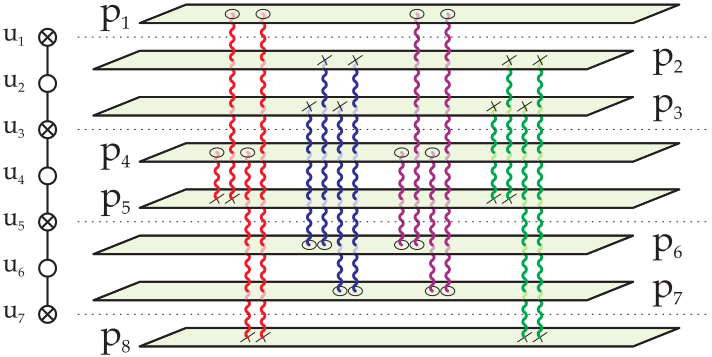 p₁
u₁
p₂
u₂
p₃
u₃
p₄
u₄
p₅
u₅
p₆
u₆
p₇
u₇
p₈